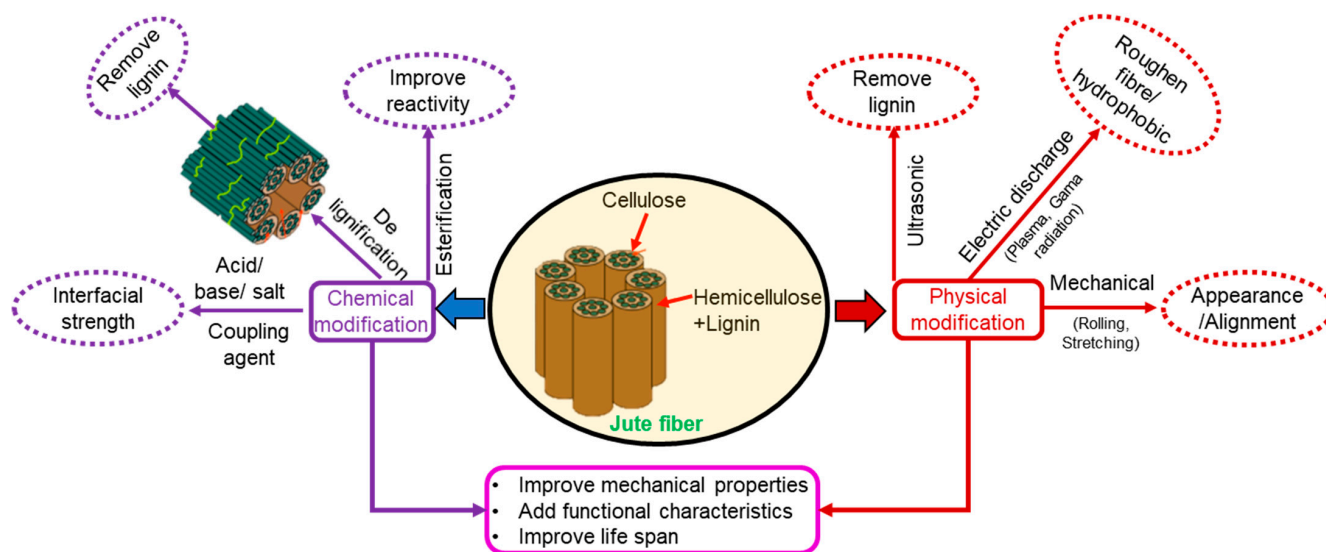 Remove
lignin
Improve
reactivity
De
lignification
Esterification
Acid/
base/ salt
Coupling
agent
Interfacial
strength
Chemical
modification
Cellulose
Hemicellulose
+Lignin
Jute fiber
Remove
lignin
Ultrasonic
Roughen
fibre/
hydrophobic
Electric discharge
(Plasma, Gama
radiation)
Physical
modification
Mechanical
(Rolling,
Stretching)
Appearance
/Alignment
• Improve mechanical properties
• Add functional characteristics
• Improve life span